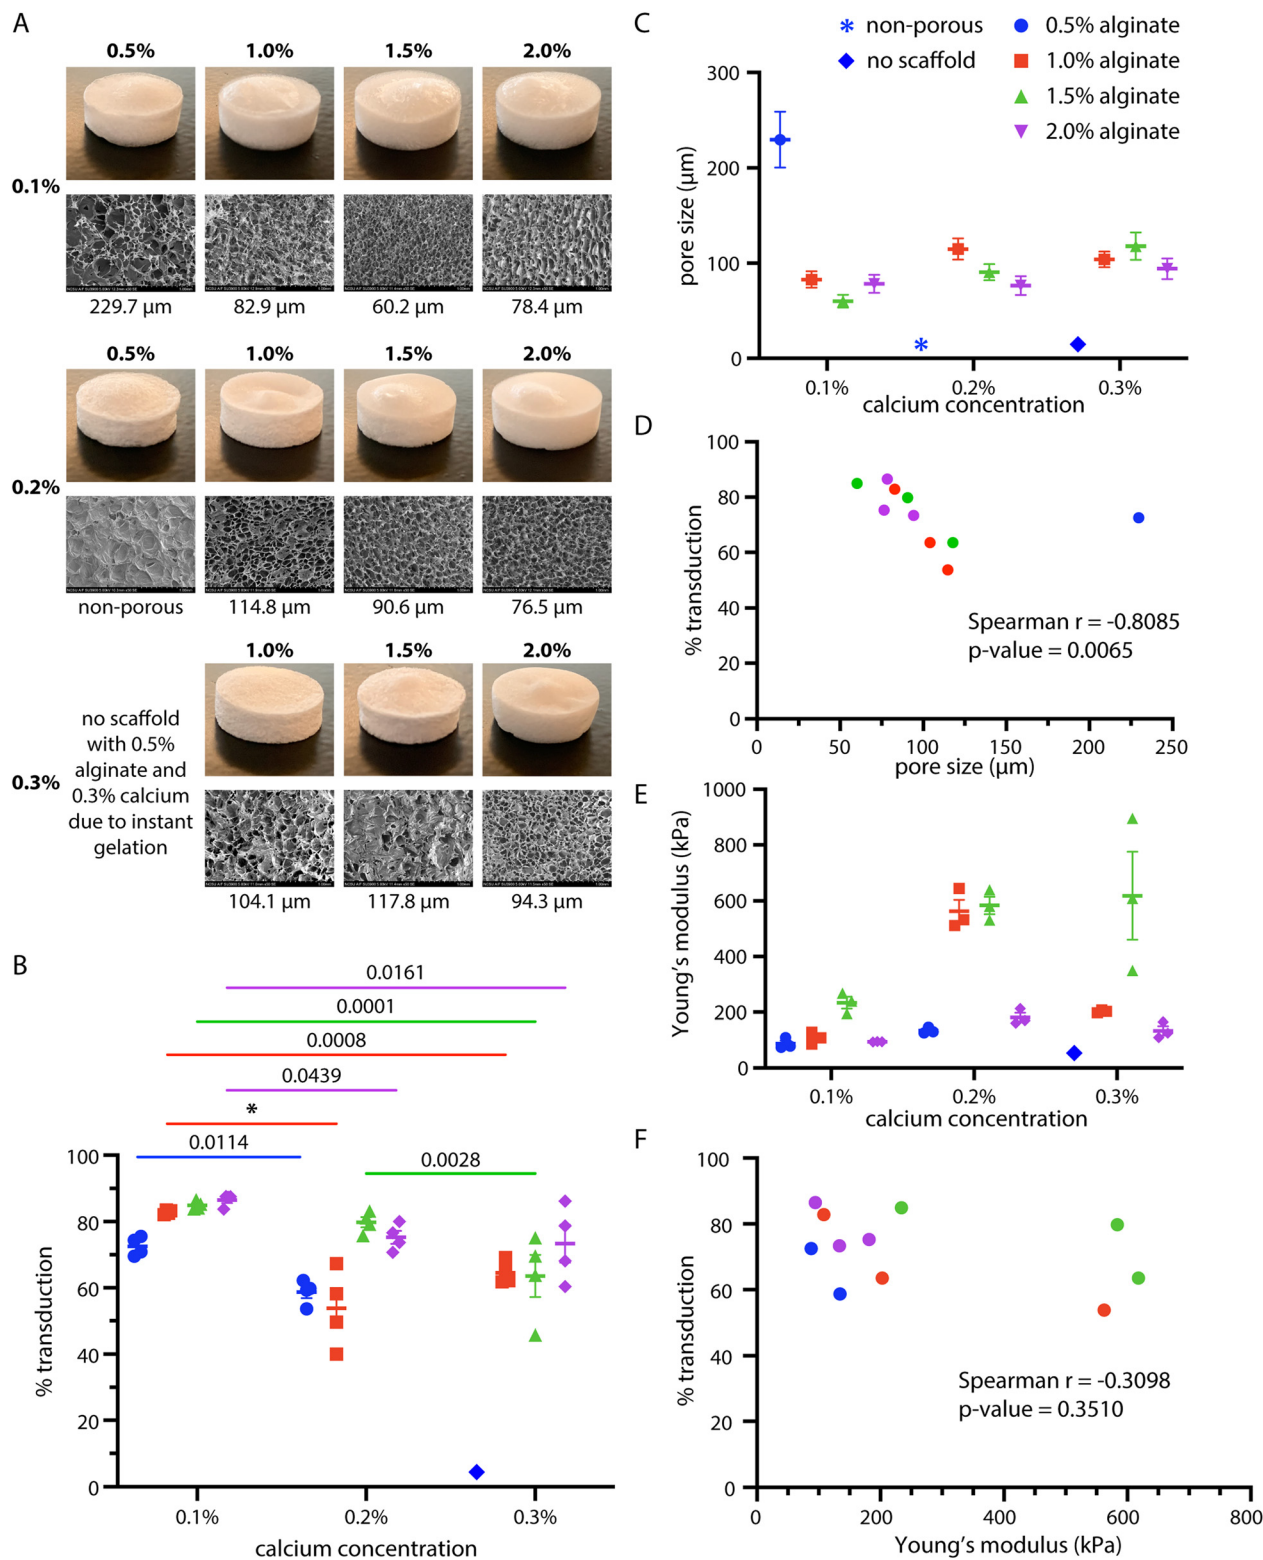 A
0.5% 1.0% 1.5% 2.0%
0.1%
229.7 µm 82.9 µm 60.2 µm 78.4 µm
0.5% 1.0% 1.5% 2.0%
0.2%
non-porous 114.8 µm 90.6 µm 76.5 µm
1.0% 1.5% 2.0%
0.3%
no scaffold
with 0.5%
alginate and
0.3% calcium
due to instant
gelation
104.1 µm 117.8 µm 94.3 µm
B
0.0161
0.0001
0.0008
0.0439
*
0.0114
0.0028
100
80
60
40
20
0
% transduction
0.1% 0.2% 0.3%
calcium concentration
C
* non-porous
no scaffold
0.5% alginate
1.0% alginate
1.5% alginate
2.0% alginate
300
200
100
0
pore size (µm)
*
0.1% 0.2% 0.3%
calcium concentration
D
100
80
60
40
20
0
% transduction
Spearman r = -0.8085
p-value = 0.0065
0 50 100 150 200 250
pore size (µm)
E
1000
800
600
400
200
0
Young's modulus (kPa)
0.1% 0.2% 0.3%
calcium concentration
F
100
80
60
40
20
0
% transduction
Spearman r = -0.3098
p-value = 0.3510
0 200 400 600 800
Young's modulus (kPa)